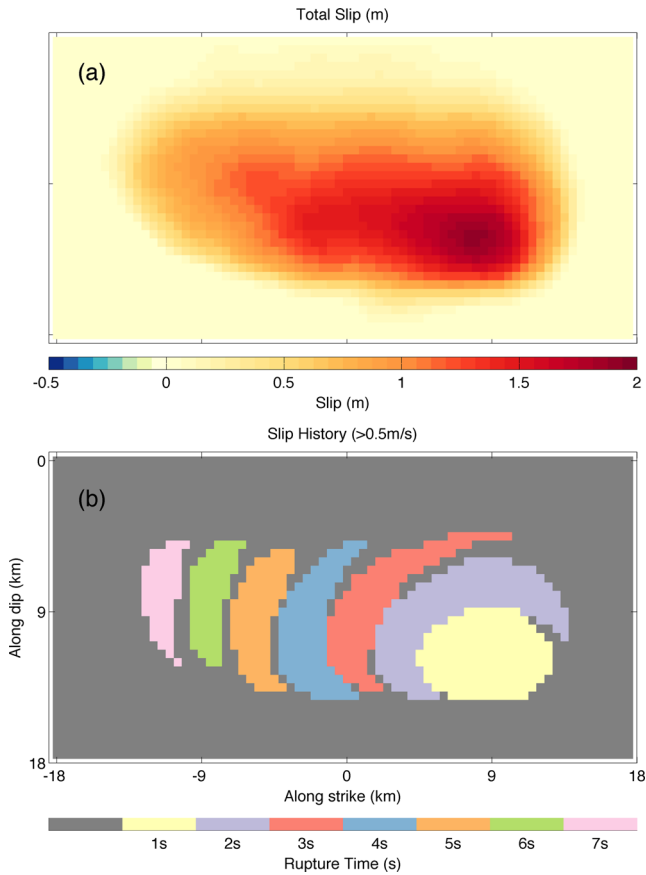 Total Slip (m)
(a)
-0.5 0 0.5 1 1.5 2
Slip (m)
Slip History (>0.5m/s)
(b)
0
9
18
Along dip (km)
-18 -9 0 9 18
Along strike (km)
1s 2s 3s 4s 5s 6s 7s
Rupture Time (s)